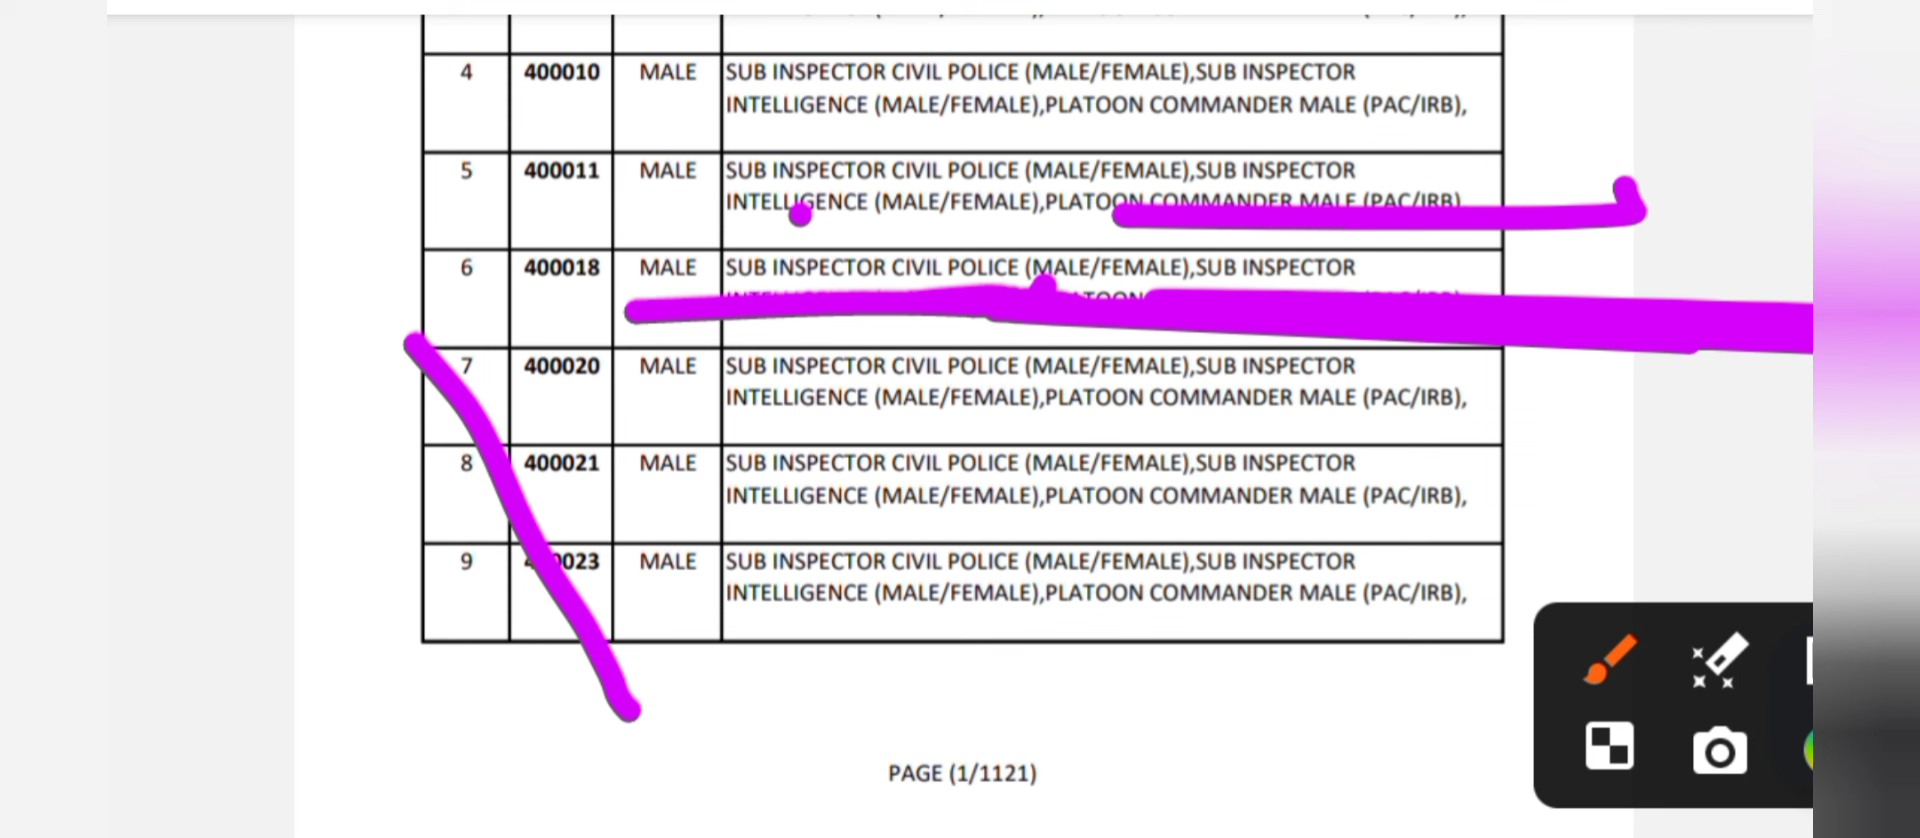 4 400010 MALE SUB INSPECTOR CIVIL POLICE (MALE/FEMALE),SUB INSPECTOR
INTELLIGENCE (MALE/FEMALE),PLATOON COMMANDER MALE (PAC/IRB),
5 400011 MALE SUB INSPECTOR CIVIL POLICE (MALE/FEMALE),SUB INSPECTOR
INTELLIGENCE (MALE/FEMALE),PLATOON COMMANDER MALE (PAC/IRB)
6 400018 MALE SUB INSPECTOR CIVIL POLICE (MALE/FEMALE),SUB INSPECTOR
7 400020 MALE SUB INSPECTOR CIVIL POLICE (MALE/FEMALE),SUB INSPECTOR
INTELLIGENCE (MALE/FEMALE),PLATOON COMMANDER MALE (PAC/IRB),
8 400021 MALE SUB INSPECTOR CIVIL POLICE (MALE/FEMALE),SUB INSPECTOR
INTELLIGENCE (MALE/FEMALE),PLATOON COMMANDER MALE (PAC/IRB),
9 MALE SUB INSPECTOR CIVIL POLICE (MALE/FEMALE),SUB INSPECTOR
INTELLIGENCE (MALE/FEMALE),PLATOON COMMANDER MALE (PAC/IRB),
PAGE (1/1121)